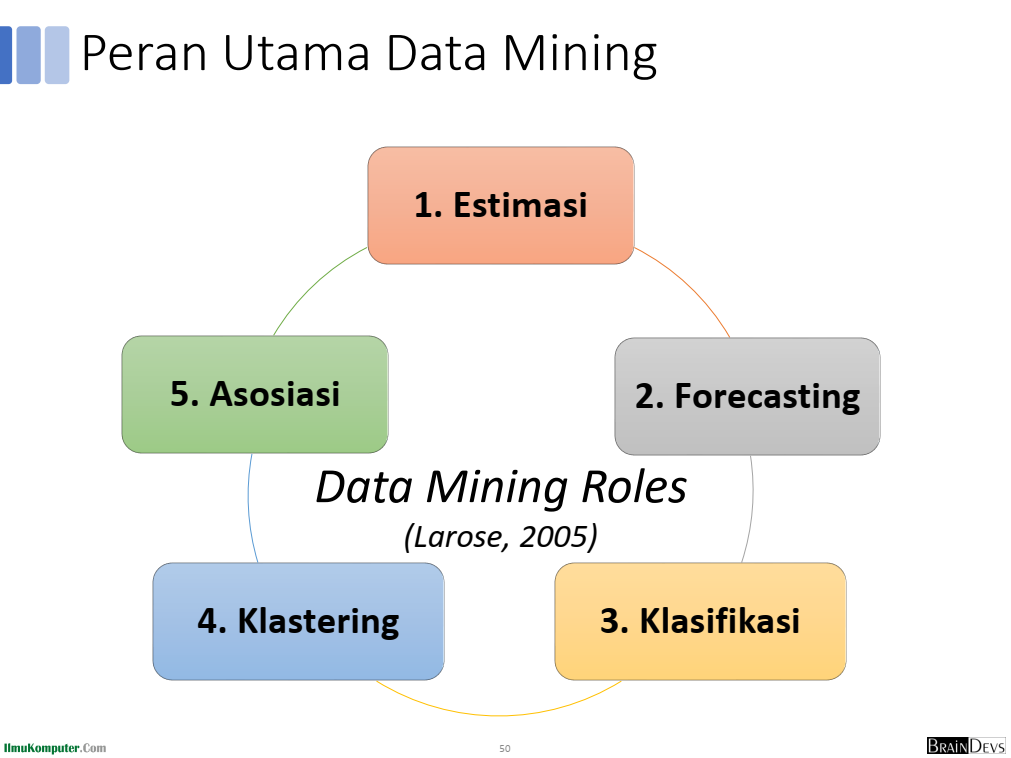 Peran Utama Data Mining
1. Estimasi
5. Asosiasi
2. Forecasting
Data Mining Roles
(Larose, 2005)
4. Klastering
3. Klasifikasi
IlmuKomputer.Com
50
BRAINDEVS